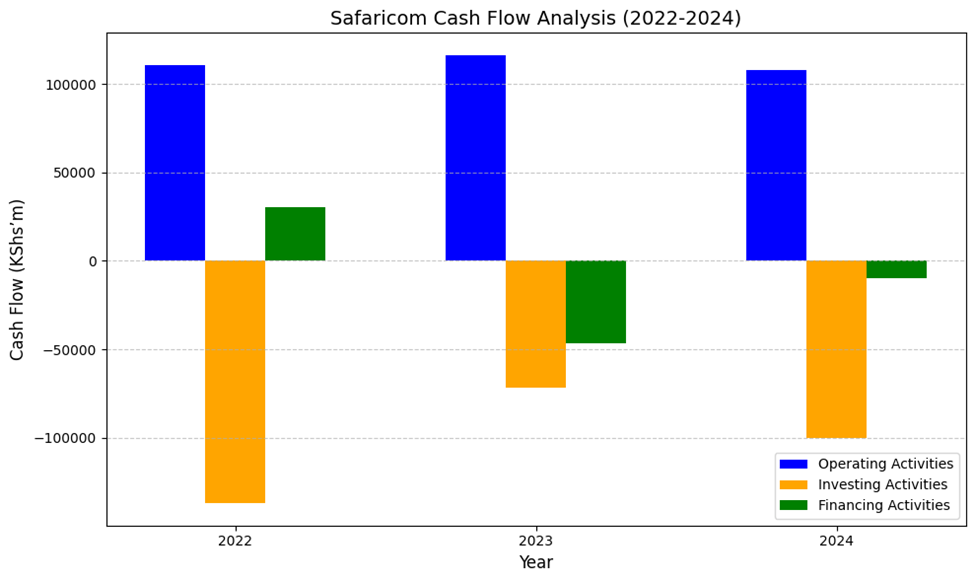 Safaricom Cash Flow Analysis (2022-2024)
Cash Flow (KShs’m)
100000
50000
0
−50000
−100000
Operating Activities
Investing Activities
Financing Activities
2022 2023 2024
Year